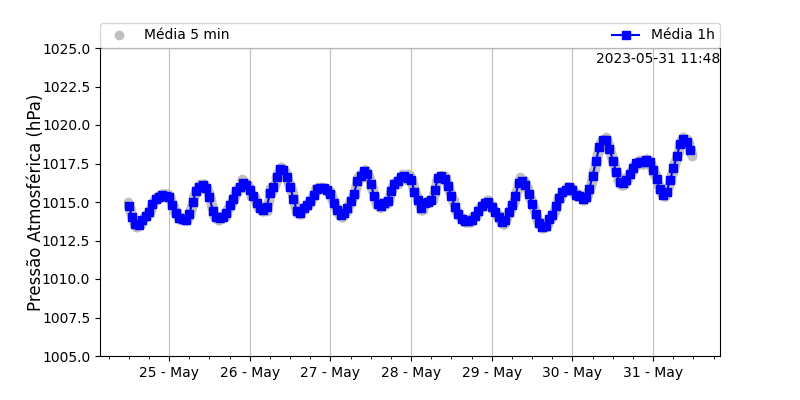 Média 5 min
Média 1h
2023-05-31 11:48
Pressão Atmosférica (hPa)
1025.0
1022.5
1020.0
1017.5
1015.0
1012.5
1010.0
1007.5
1005.0
25 - May
26 - May
27 - May
28 - May
29 - May
30 - May
31 - May